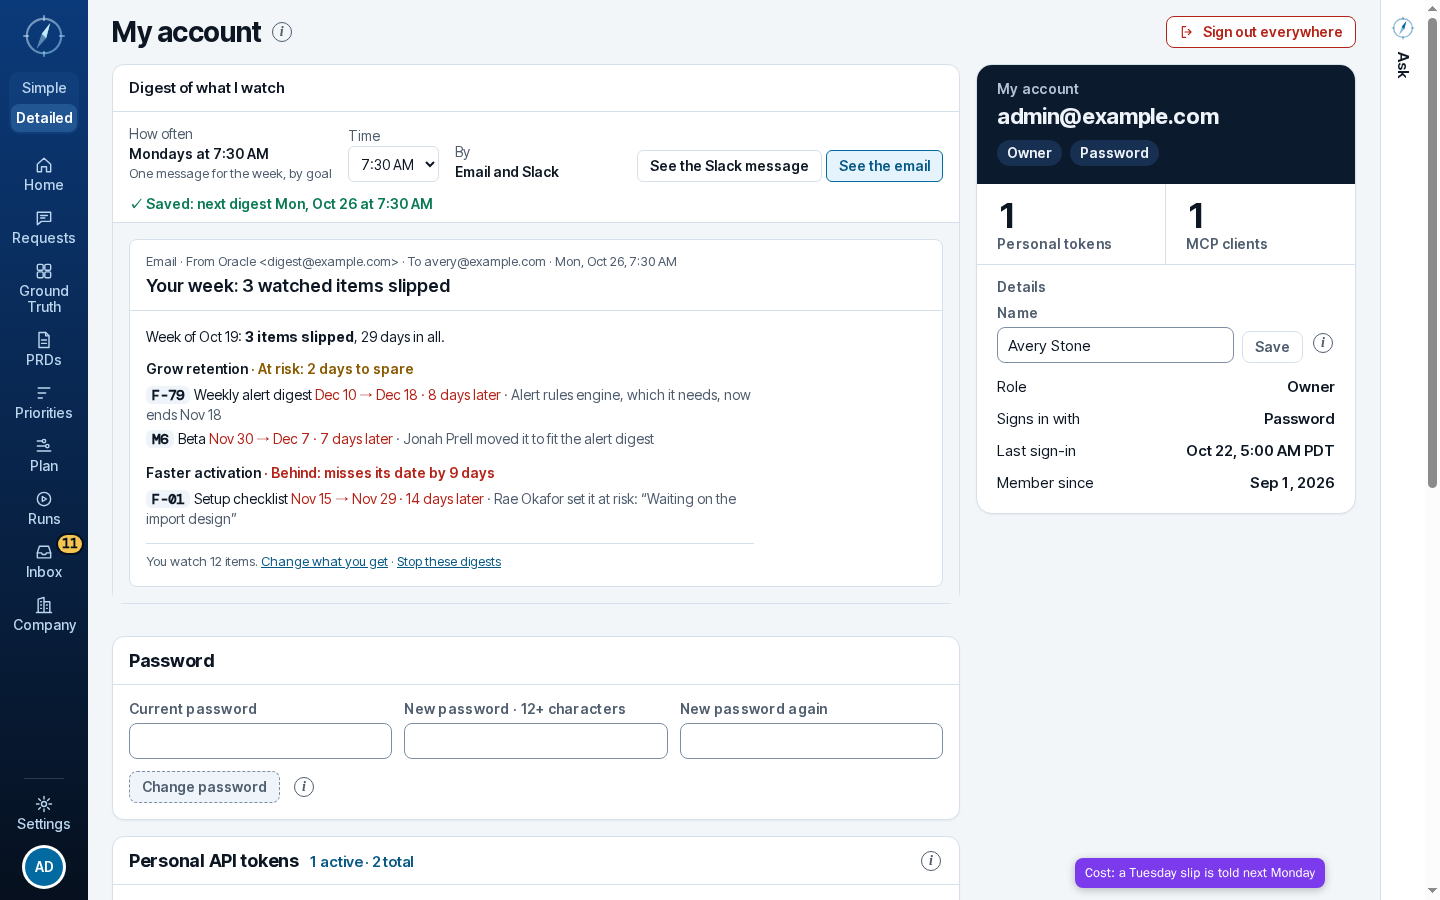 Simple
Detailed
Home
Requests
Ground
Truth
PRDs
Priorities
Plan
Runs
11
Inbox
Company
Settings
AD
My account i
Sign out everywhere
Digest of what I watch
How often
Mondays at 7:30 AM
One message for the week, by goal
Time
7:30 AM
By
Email and Slack
See the Slack message
See the email
✓ Saved: next digest Mon, Oct 26 at 7:30 AM
Email · From Oracle <digest@example.com> · To avery@example.com · Mon, Oct 26, 7:30 AM
Your week: 3 watched items slipped
Week of Oct 19: 3 items slipped, 29 days in all.
Grow retention · At risk: 2 days to spare
F-79 Weekly alert digest Dec 10 → Dec 18 · 8 days later · Alert rules engine, which it needs, now
ends Nov 18
M6 Beta Nov 30 → Dec 7 · 7 days later · Jonah Prell moved it to fit the alert digest
Faster activation · Behind: misses its date by 9 days
F-01 Setup checklist Nov 15 → Nov 29 · 14 days later · Rae Okafor set it at risk: “Waiting on the
import design”
You watch 12 items. Change what you get · Stop these digests
Password
Current password
New password · 12+ characters
New password again
Change password i
Personal API tokens 1 active · 2 total i
My account
admin@example.com
Owner
Password
1
Personal tokens
1
MCP clients
Details
Name
Avery Stone
Save
i
Role Owner
Signs in with Password
Last sign-in Oct 22, 5:00 AM PDT
Member since Sep 1, 2026
Cost: a Tuesday slip is told next Monday
Ask